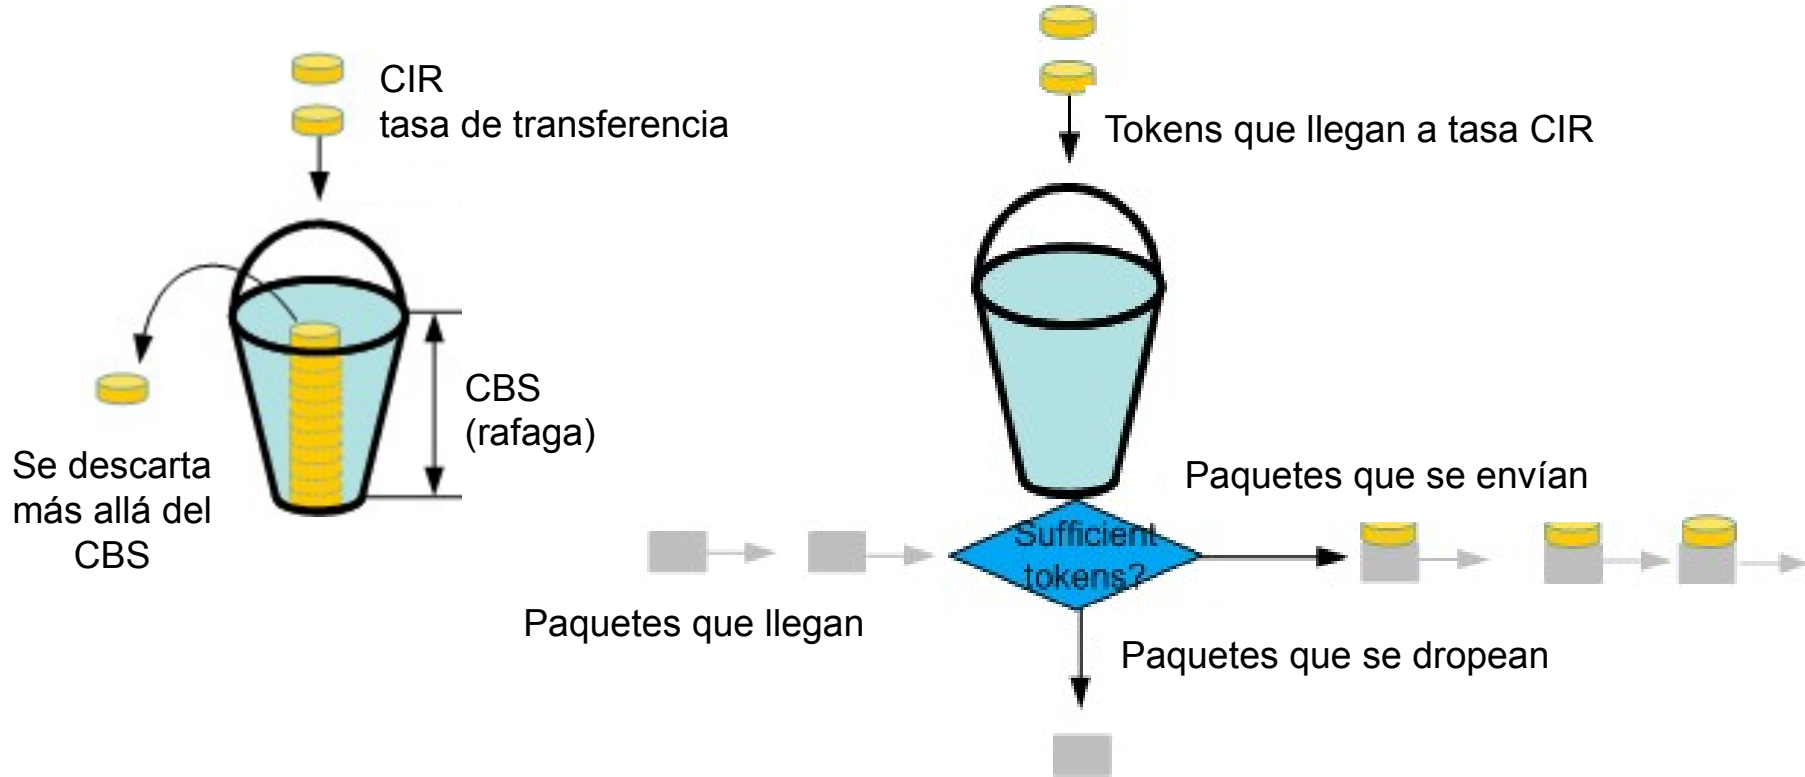 CIR
tasa de transferencia
CBS
(rafaga)
Se descarta
más allá del
CBS
Tokens que llegan a tasa CIR
Sufficient
tokens?
Paquetes que se envían
Paquetes que llegan
Paquetes que se dropean